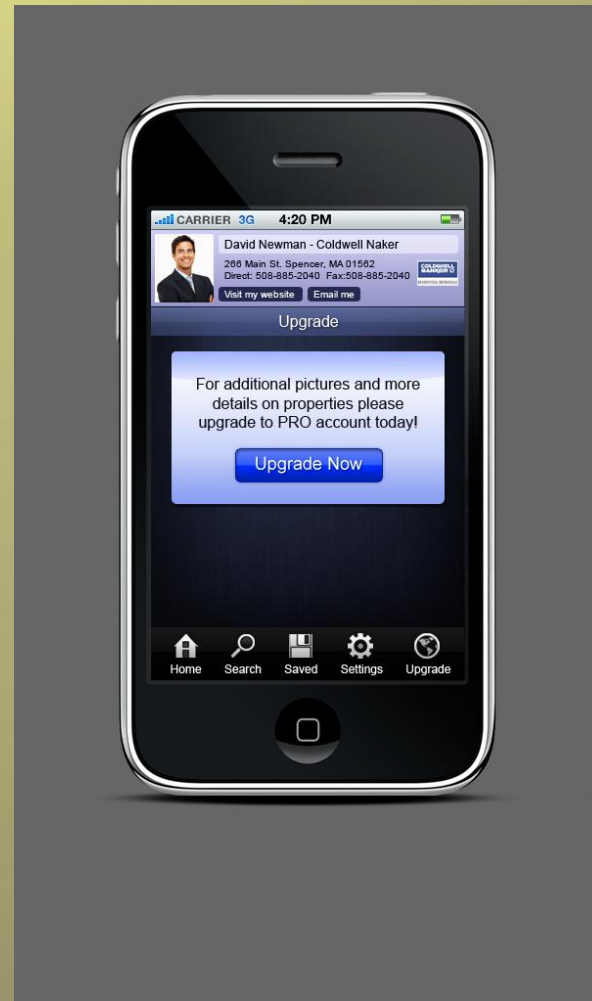 CARRIER 3G 4:20 PM
David Newman - Coldwell Naker
266 Main St. Spencer, MA 01562
Direct: 508-885-2040 Fax:508-885-2040
COLDWELL
BANKER
Visit my website Email me
Upgrade
For additional pictures and more
details on properties please
upgrade to PRO account today!
Upgrade Now
Home Search Saved Settings Upgrade